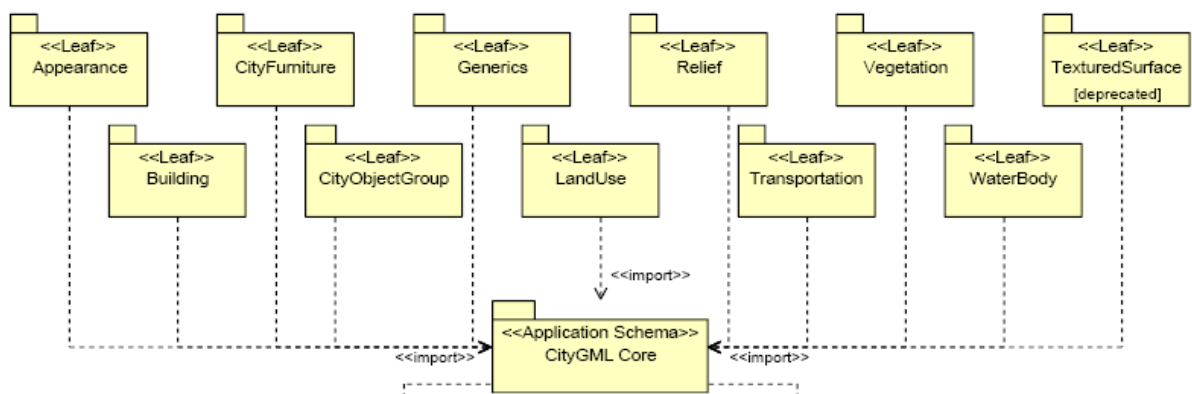 <<Leaf>>
Appearance
<<Leaf>>
CityFurniture
<<Leaf>>
Generics
<<Leaf>>
Relief
<<Leaf>>
Vegetation
<<Leaf>>
TexturedSurface
[deprecated]
<<Leaf>>
Building
<<Leaf>>
CityObjectGroup
<<Leaf>>
LandUse
<<Leaf>>
Transportation
<<Leaf>>
WaterBody
<<import>>
<<Application Schema>>
CityGML Core
<<import>>
<<import>>